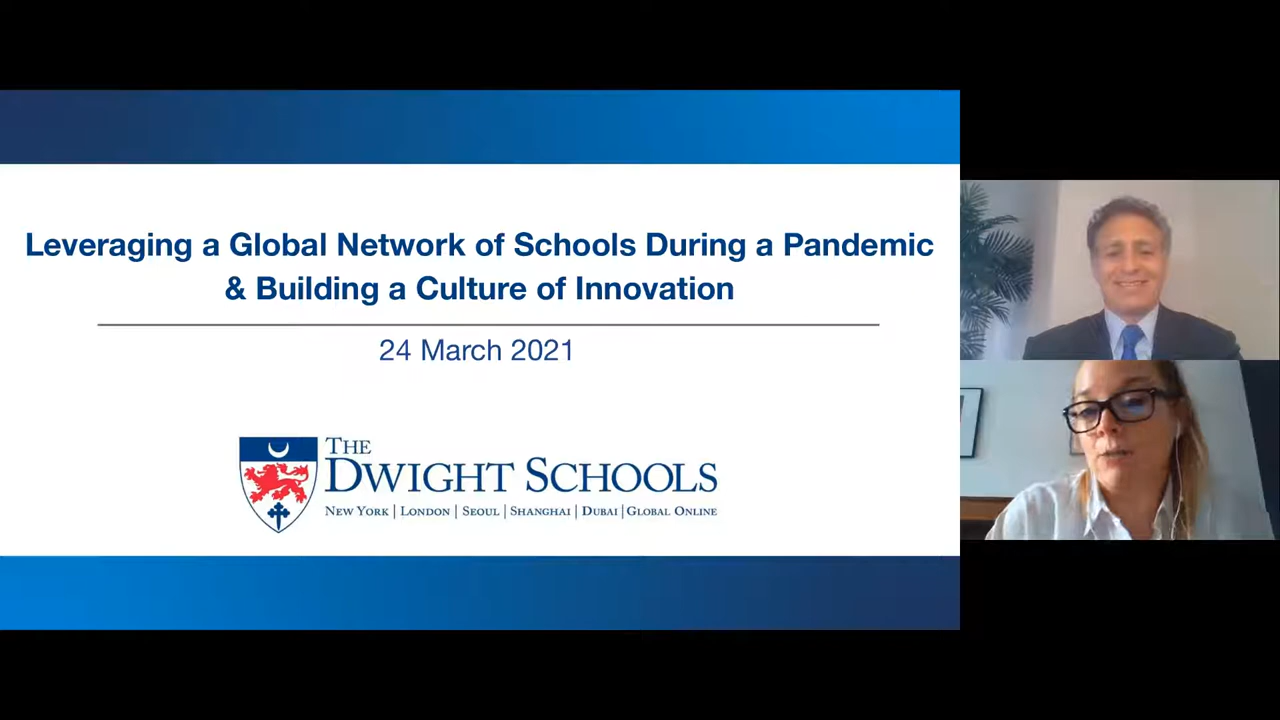 Leveraging a Global Network of Schools During a Pandemic
& Building a Culture of Innovation
24 March 2021
THE
DWIGHT SCHOOLS
NEW YORK | LONDON | SEOUL | SHANGHAI | DUBAI | GLOBAL ONLINE